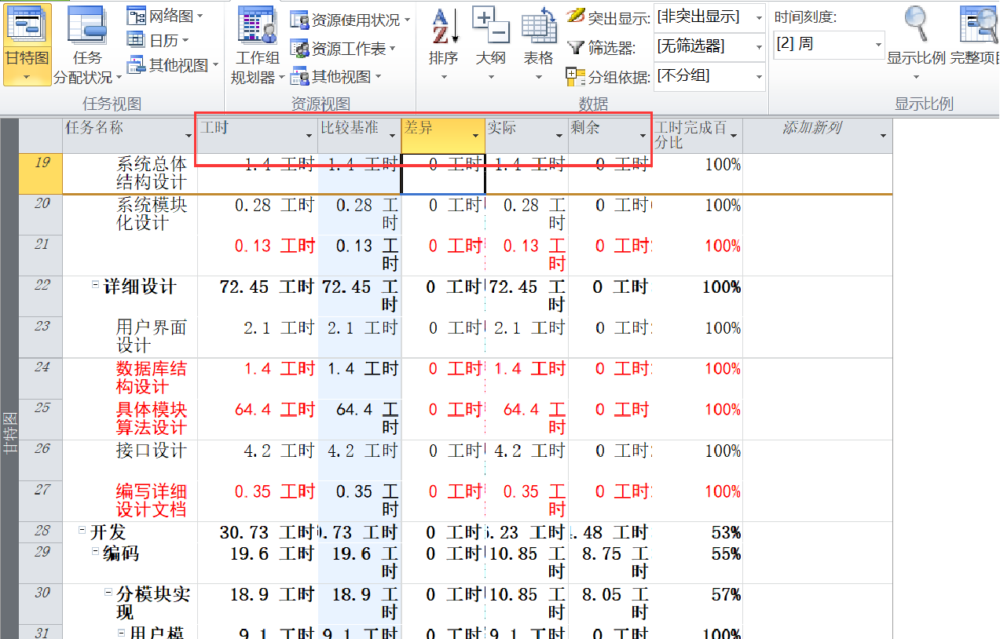 甘特图
任务
分配状况
网络图
日历
其他视图
任务视图
工作组
规划器
资源使用状况
资源工作表
其他视图
资源视图
排序
大纲
表格
突出显示: [非突出显示]
筛选器: [无筛选器]
分组依据: [不分组]
数据
时间刻度:
[2] 周
显示比例
显示比例
甘特图
任务名称 工时 比较基准 差异 实际 剩余 工时完成百
分比 添加新列
19 系统总体 1.4 工时 1.4 工时 0 工时 1.4 工时 0 工时 100%
结构设计
20 系统模块 0.28 工时 0.28 工 0 工时 0.28 工 0 工时 100%
化设计 时 时
21 0.13 工时 0.13 工 0 工时 0.13 工 0 工时 100%
时 时
22 详细设计 72.45 工时 72.45 工 0 工时 72.45 工 0 工时 100%
时 时
23 用户界面 2.1 工时 2.1 工时 0 工时 2.1 工时 0 工时 100%
设计
24 数据库结 1.4 工时 1.4 工时 0 工时 1.4 工时 0 工时 100%
构设计
25 具体模块 64.4 工时 64.4 工 0 工时 64.4 工 0 工时 100%
算法设计 时 时
26 接口设计 4.2 工时 4.2 工时 0 工时 4.2 工时 0 工时 100%
27 编写详细 0.35 工时 0.35 工 0 工时 0.35 工 0 工时 100%
设计文档 时 时
28 开发 30.73 工时 .73 工时 0 工时 .23 工时 .48 工时 53%
29 编码 19.6 工时 19.6 工 0 工时 10.85 工 8.75 工 55%
时 时 时
30 分模块实 18.9 工时 18.9 工 0 工时 10.85 工 8.05 工 57%
现 时 时 时
31 用户模 9.1 工时 9.1 工时 0 工时 9.1 工时 0 工时 100%